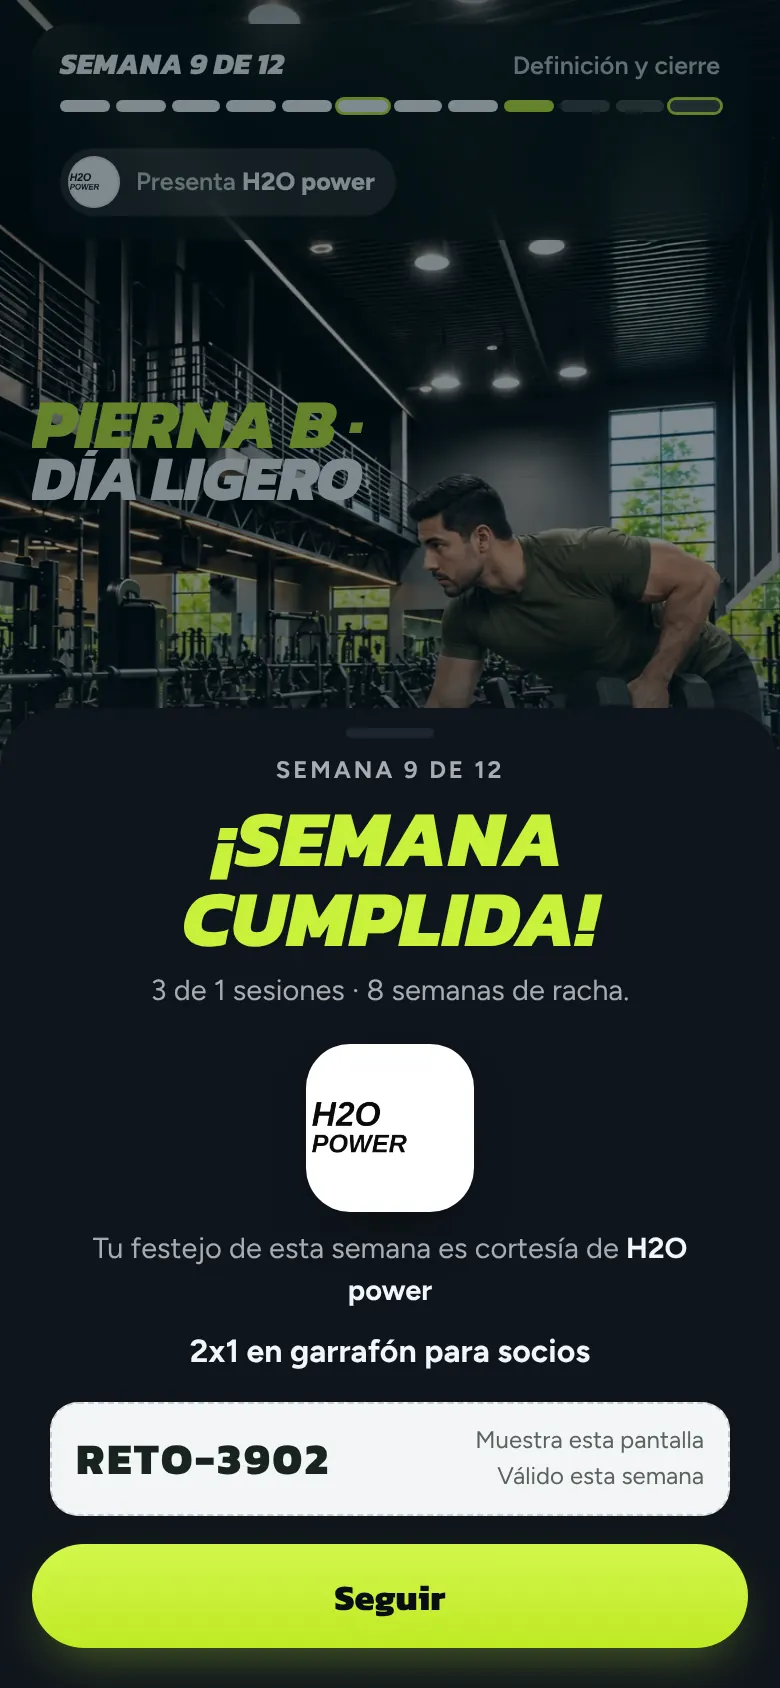 SEMANA 9 DE 12
Definición y cierre
H2O
POWER
Presenta H2O power
PIERNA B ·
DÍA LIGERO
SEMANA 9 DE 12
¡SEMANA
CUMPLIDA!
3 de 1 sesiones · 8 semanas de racha.
H2O
POWER
Tu festejo de esta semana es cortesía de H2O
power
2x1 en garrafón para socios
RETO-3902
Muestra esta pantalla
Válido esta semana
Seguir